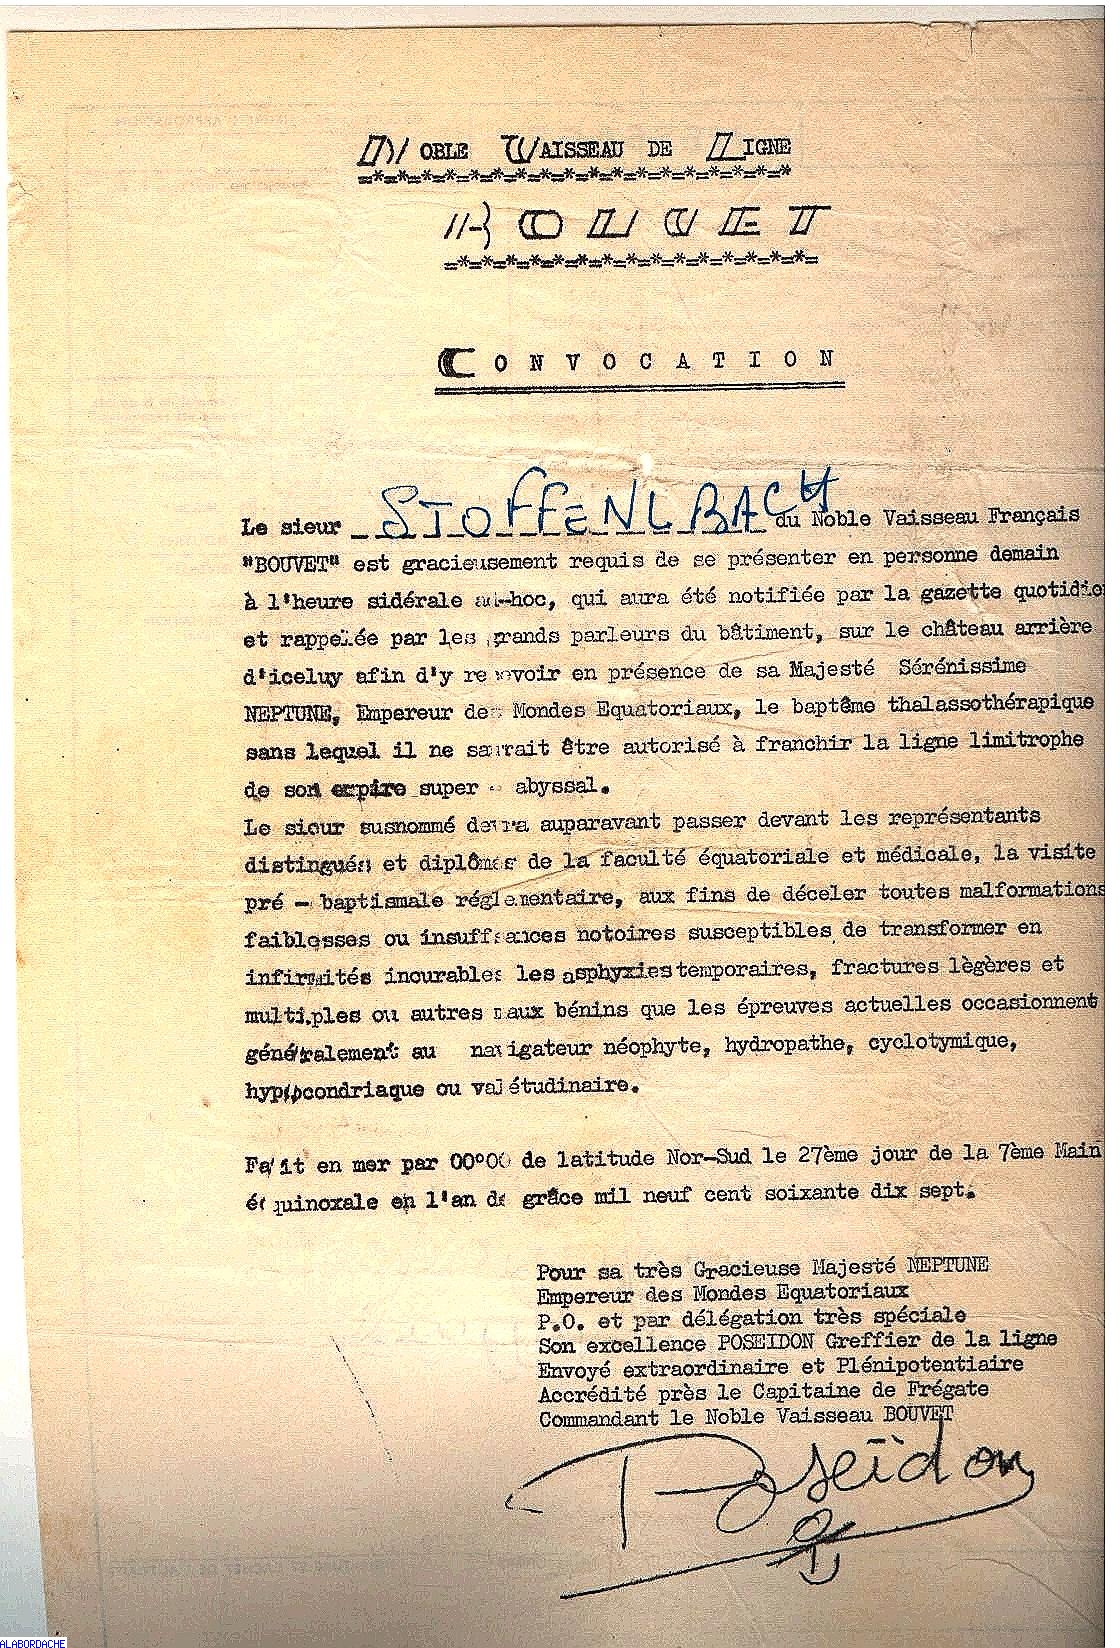 NOBLE VAISSEAU DE LIGNE
=*=*=*=*=*=*=*=*=*=*=*=*=*=*=*=*=*=*
BOUVET
=*=*=*=*=*=*=*=*=*=*=*=*=*=*=*=
CONVOCATION
Le sieur STOFFENLBACH du Noble Vaisseau Français
"BOUVET" est gracieusement requis de se présenter en personne demain
à l'heure sidérale ad-hoc, qui aura été notifiée par la gazette quotidie
et rappelée par les grands parleurs du bâtiment, sur le château arrière
d'iceluy afin d'y recevoir en présence de sa Majesté Sérénissime
NEPTUNE, Empereur des Mondes Equatoriaux, le baptême thalassothérapique
sans lequel il ne saurait être autorisé à franchir la ligne limitrophe
de son empire super - abyssal.
Le sieur susnommé devra auparavant passer devant les représentants
distingués et diplômés de la faculté équatoriale et médicale, la visite
pré - baptismale réglementaire, aux fins de déceler toutes malformations
faiblesses ou insuffisances notoires susceptibles de transformer en
infirmités incurables les asphyxies temporaires, fractures lègères et
multiples ou autres maux bénins que les épreuves actuelles occasionnent
généralement au navigateur néophyte, hydropathe, cyclotymique,
hypocondriaque ou valétudinaire.
Fait en mer par 00°00 de latitude Nor-Sud le 27ème jour de la 7ème Main
équinoxale en l'an de grâce mil neuf cent soixante dix sept.
Pour sa très Gracieuse Majesté NEPTUNE
Empereur des Mondes Equatoriaux
P.O. et par délégation très spéciale
Son excellence POSEIDON Greffier de la ligne
Envoyé extraordinaire et Plénipotentiaire
Accrédité près le Capitaine de Frégate
Commandant le Noble Vaisseau BOUVET
Poseïdon
ALABORDACHE